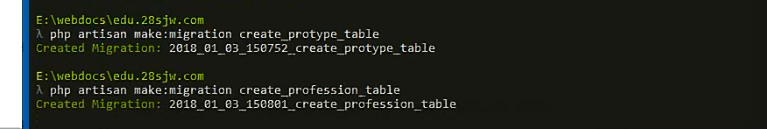 E:\webdocs\edu.28sjw.com
λ php artisan make:migration create_protype_table
Created Migration: 2018_01_03_150752_create_protype_table
E:\webdocs\edu.28sjw.com
λ php artisan make:migration create_profession_table
Created Migration: 2018_01_03_150801_create_profession_table